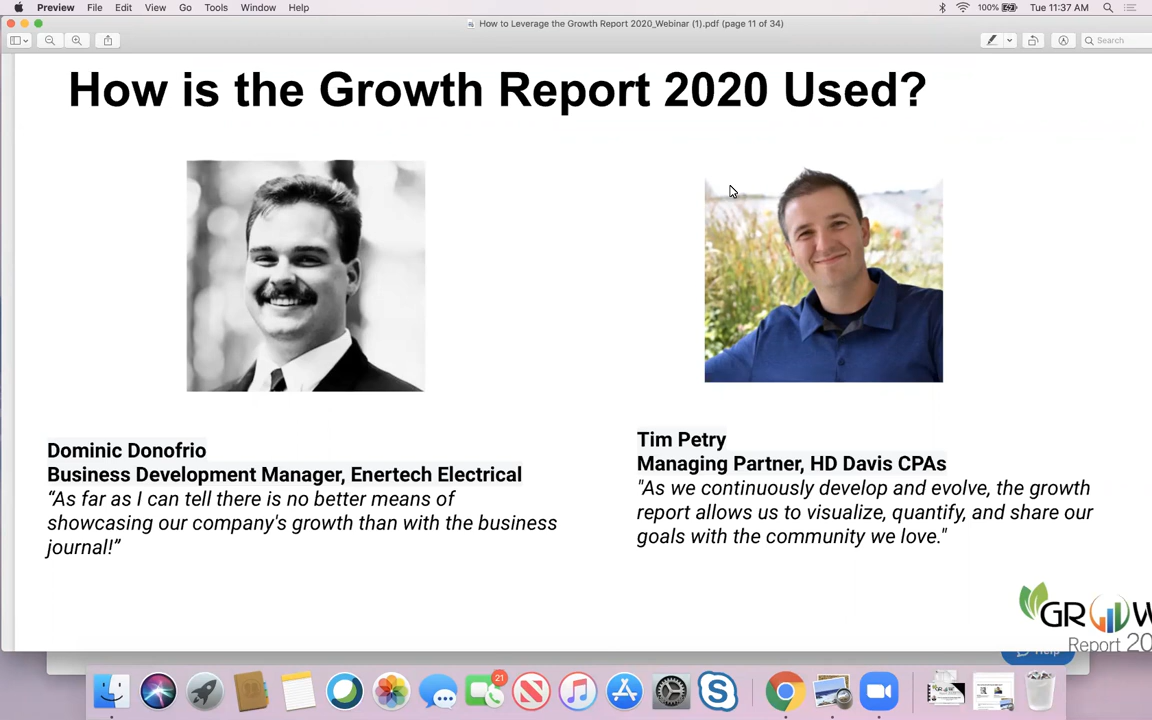 Preview File Edit View Go Tools Window Help 100% Tue 11:37 AM
How to Leverage the Growth Report 2020_Webinar (1).pdf (page 11 of 34)
Search
How is the Growth Report 2020 Used?
Dominic Donofrio
Business Development Manager, Enertech Electrical
“As far as I can tell there is no better means of
showcasing our company's growth than with the business
journal!”
Tim Petry
Managing Partner, HD Davis CPAs
"As we continuously develop and evolve, the growth
report allows us to visualize, quantify, and share our
goals with the community we love."
GROW
Report 20
Help
21